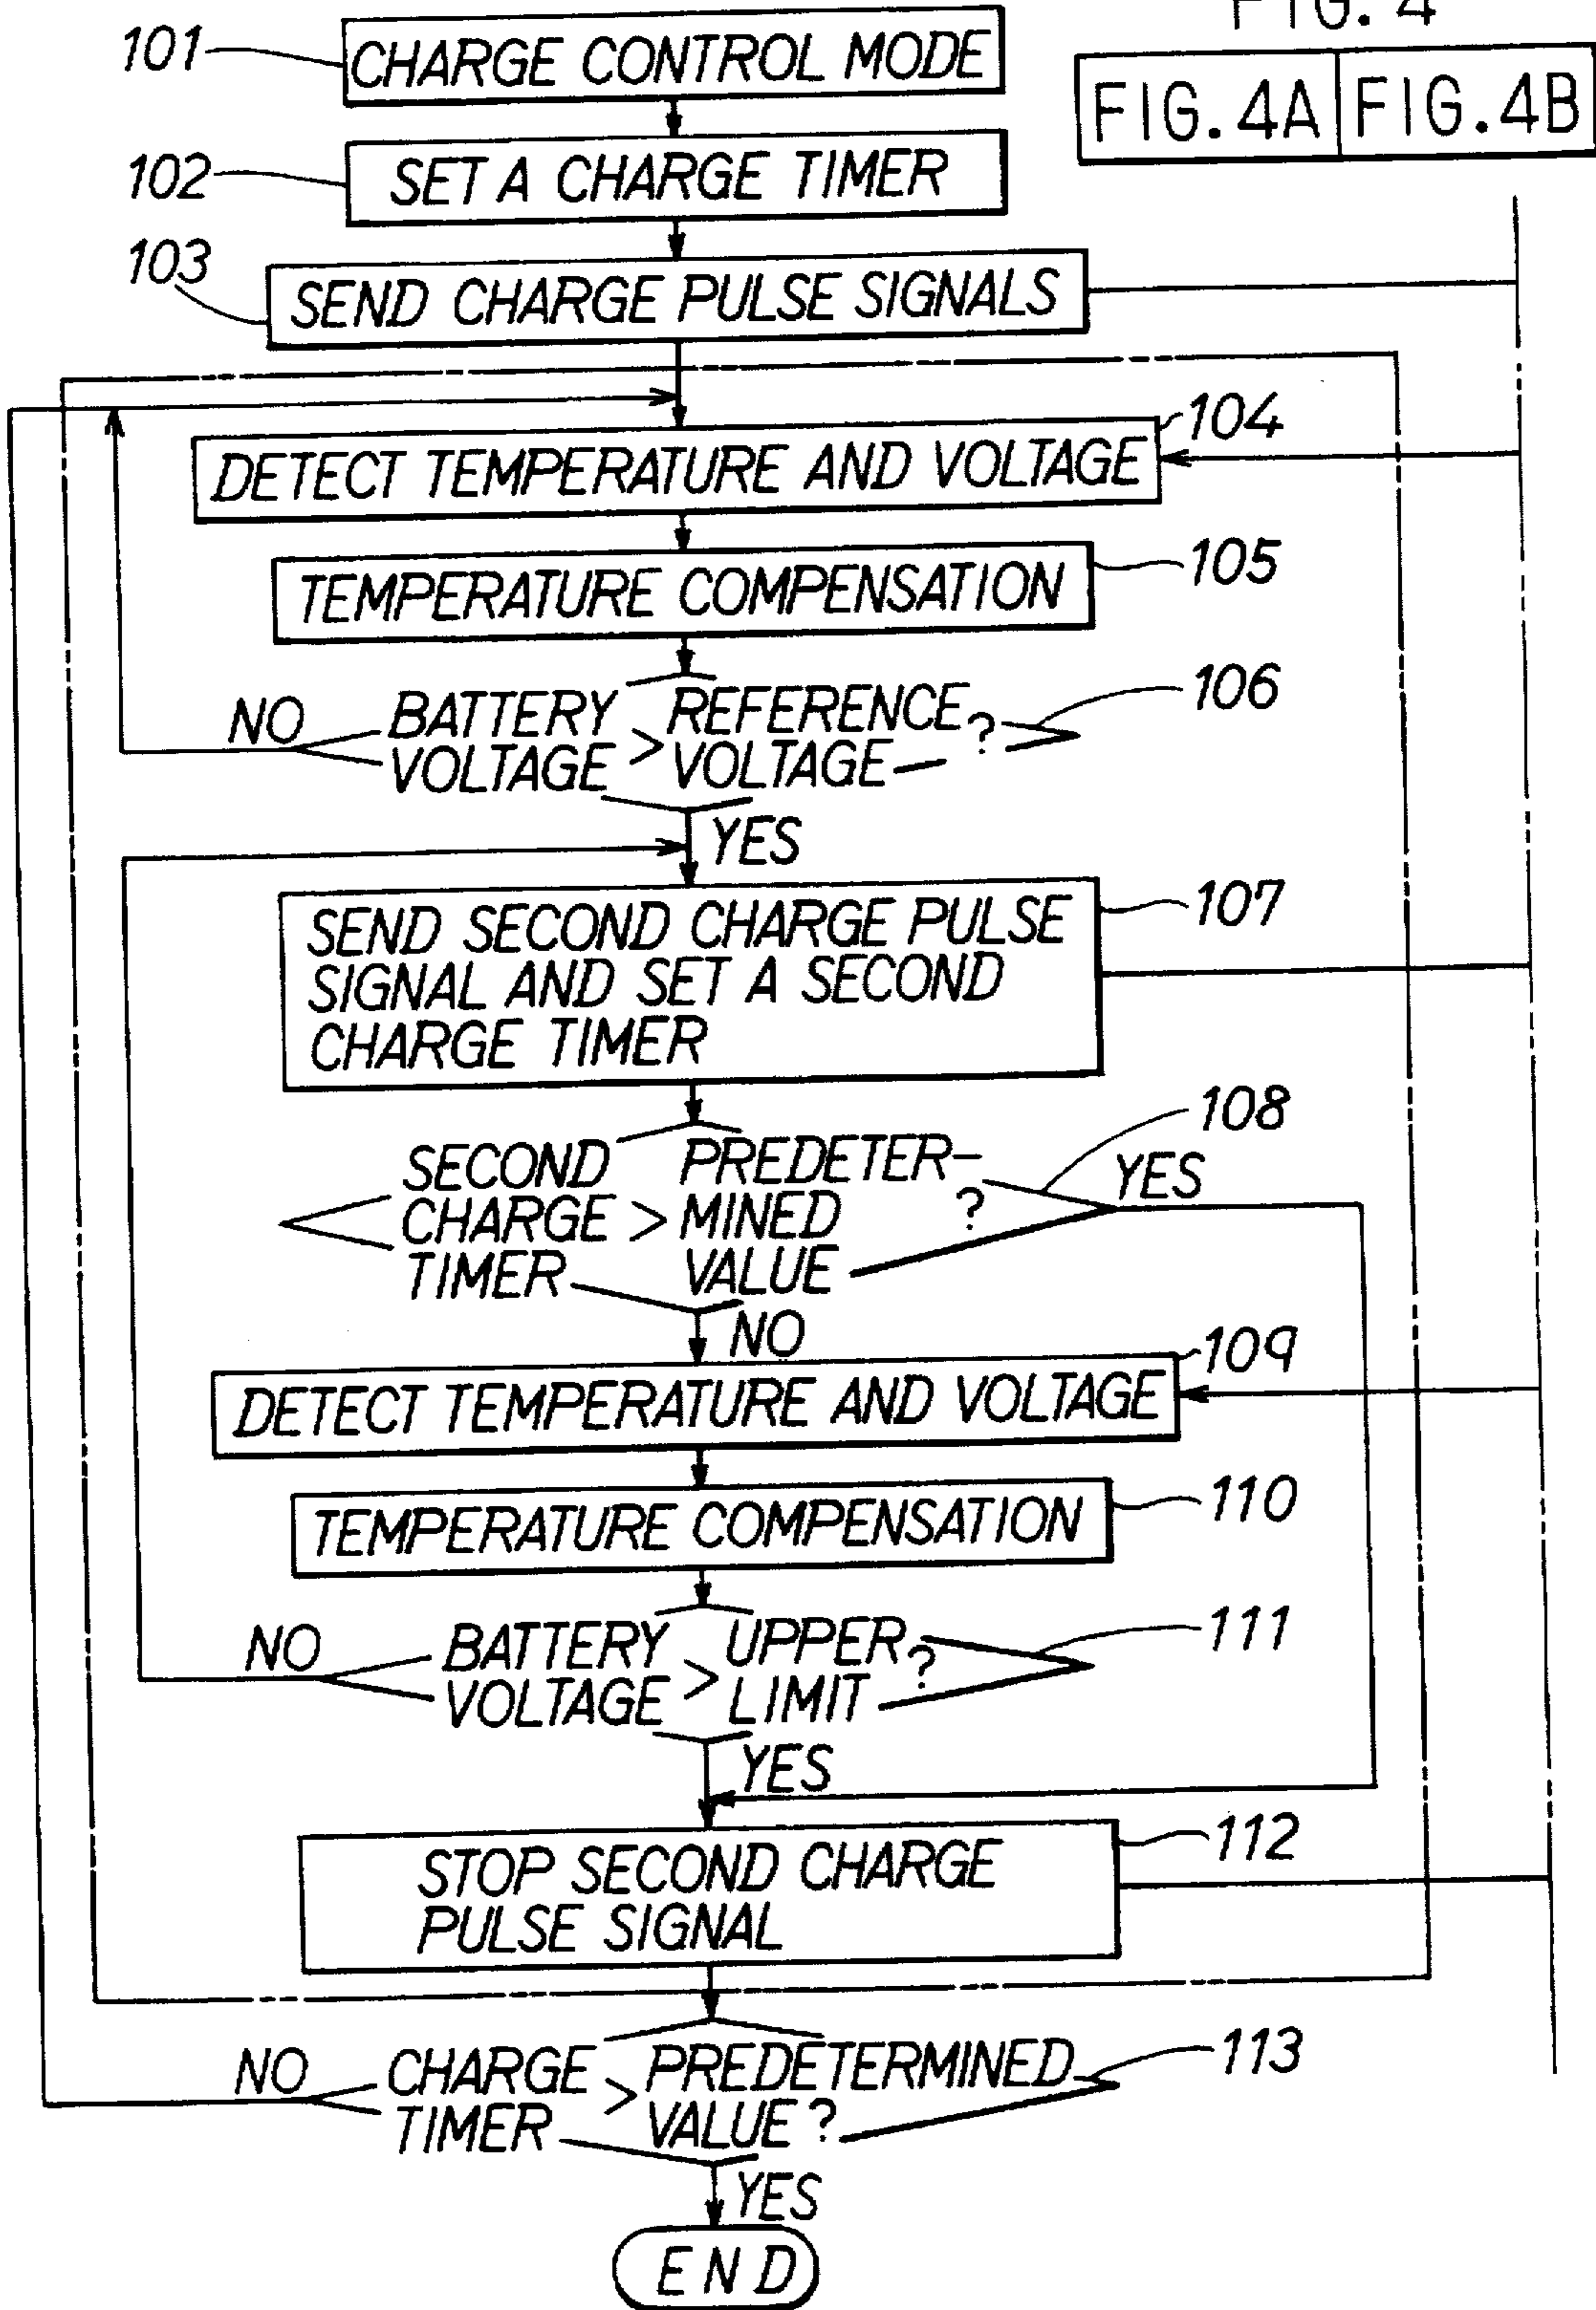 FIG. 4
FIG. 4A FIG. 4B
101
CHARGE CONTROL MODE
102
SET A CHARGE TIMER
103
SEND CHARGE PULSE SIGNALS
104
DETECT TEMPERATURE AND VOLTAGE
105
TEMPERATURE COMPENSATION
106
NO
BATTERY VOLTAGE > REFERENCE VOLTAGE ?
YES
107
SEND SECOND CHARGE PULSE
SIGNAL AND SET A SECOND
CHARGE TIMER
108
SECOND CHARGE TIMER > PREDETER-
MINED VALUE ?
YES
NO
109
DETECT TEMPERATURE AND VOLTAGE
110
TEMPERATURE COMPENSATION
111
NO
BATTERY VOLTAGE > UPPER LIMIT ?
YES
112
STOP SECOND CHARGE
PULSE SIGNAL
113
NO
CHARGE TIMER > PREDETERMINED VALUE ?
YES
END